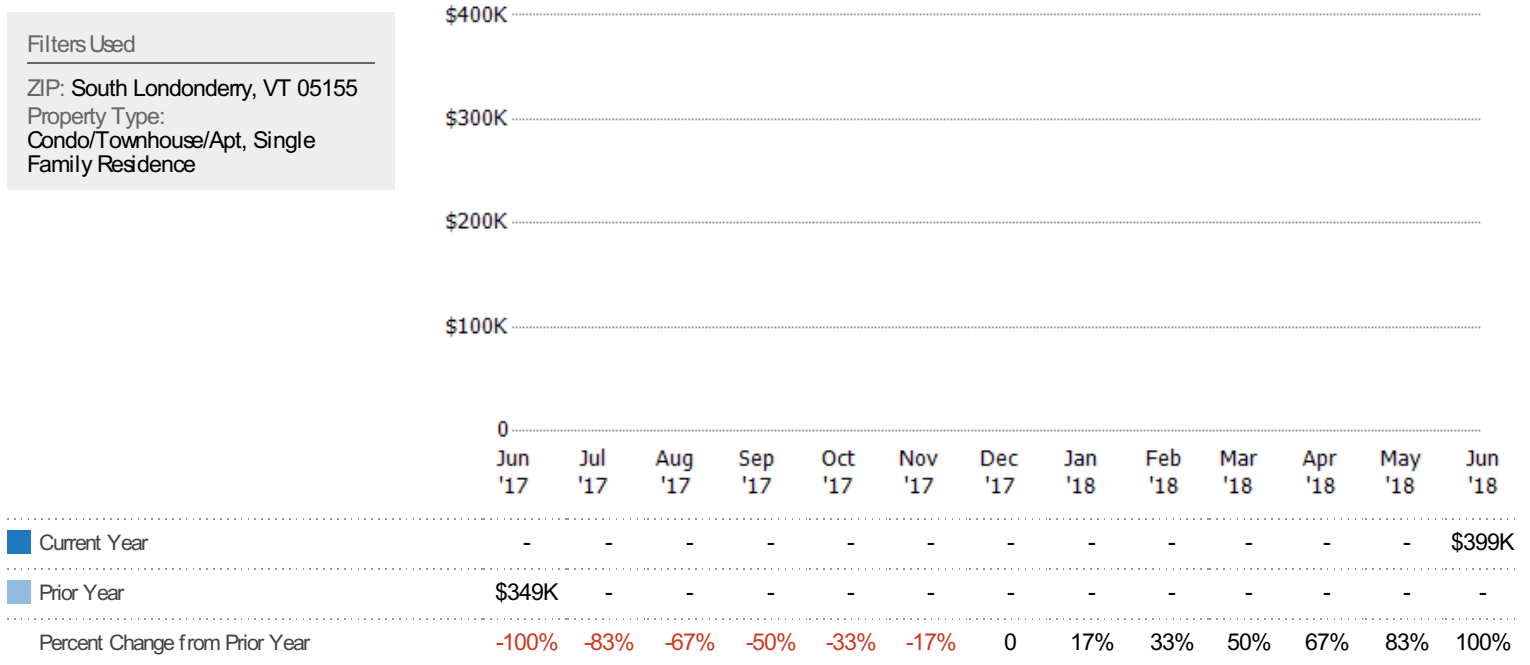 Filters Used
ZIP: South Londonderry, VT 05155
Property Type:
Condo/Townhouse/Apt, Single
Family Residence
$400K
$300K
$200K
$100K
0
Jun Jul Aug Sep Oct Nov Dec Jan Feb Mar Apr May Jun
'17 '17 '17 '17 '17 '17 '17 '18 '18 '18 '18 '18 '18
Current Year - - - - - - - - - - - - $399K
Prior Year $349K - - - - - - - - - - - -
Percent Change from Prior Year -100% -83% -67% -50% -33% -17% 0 17% 33% 50% 67% 83% 100%